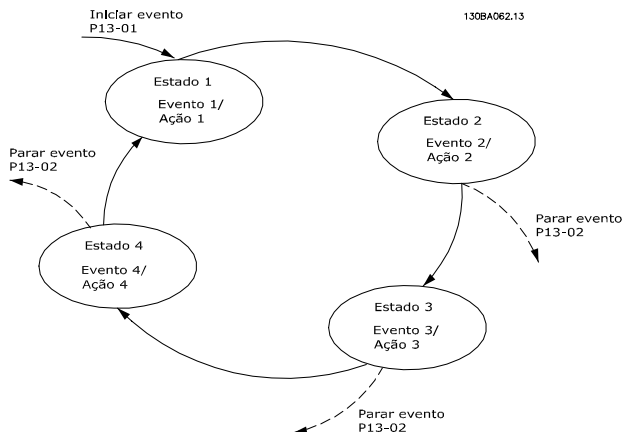 Iniciar evento
P13-01
130BA062.13
Estado 1
Evento 1/
Ação 1
Estado 2
Evento 2/
Ação 2
Parar evento
P13-02
Parar evento
P13-02
Estado 4
Evento 4/
Ação 4
Estado 3
Evento 3/
Ação 3
Parar evento
P13-02